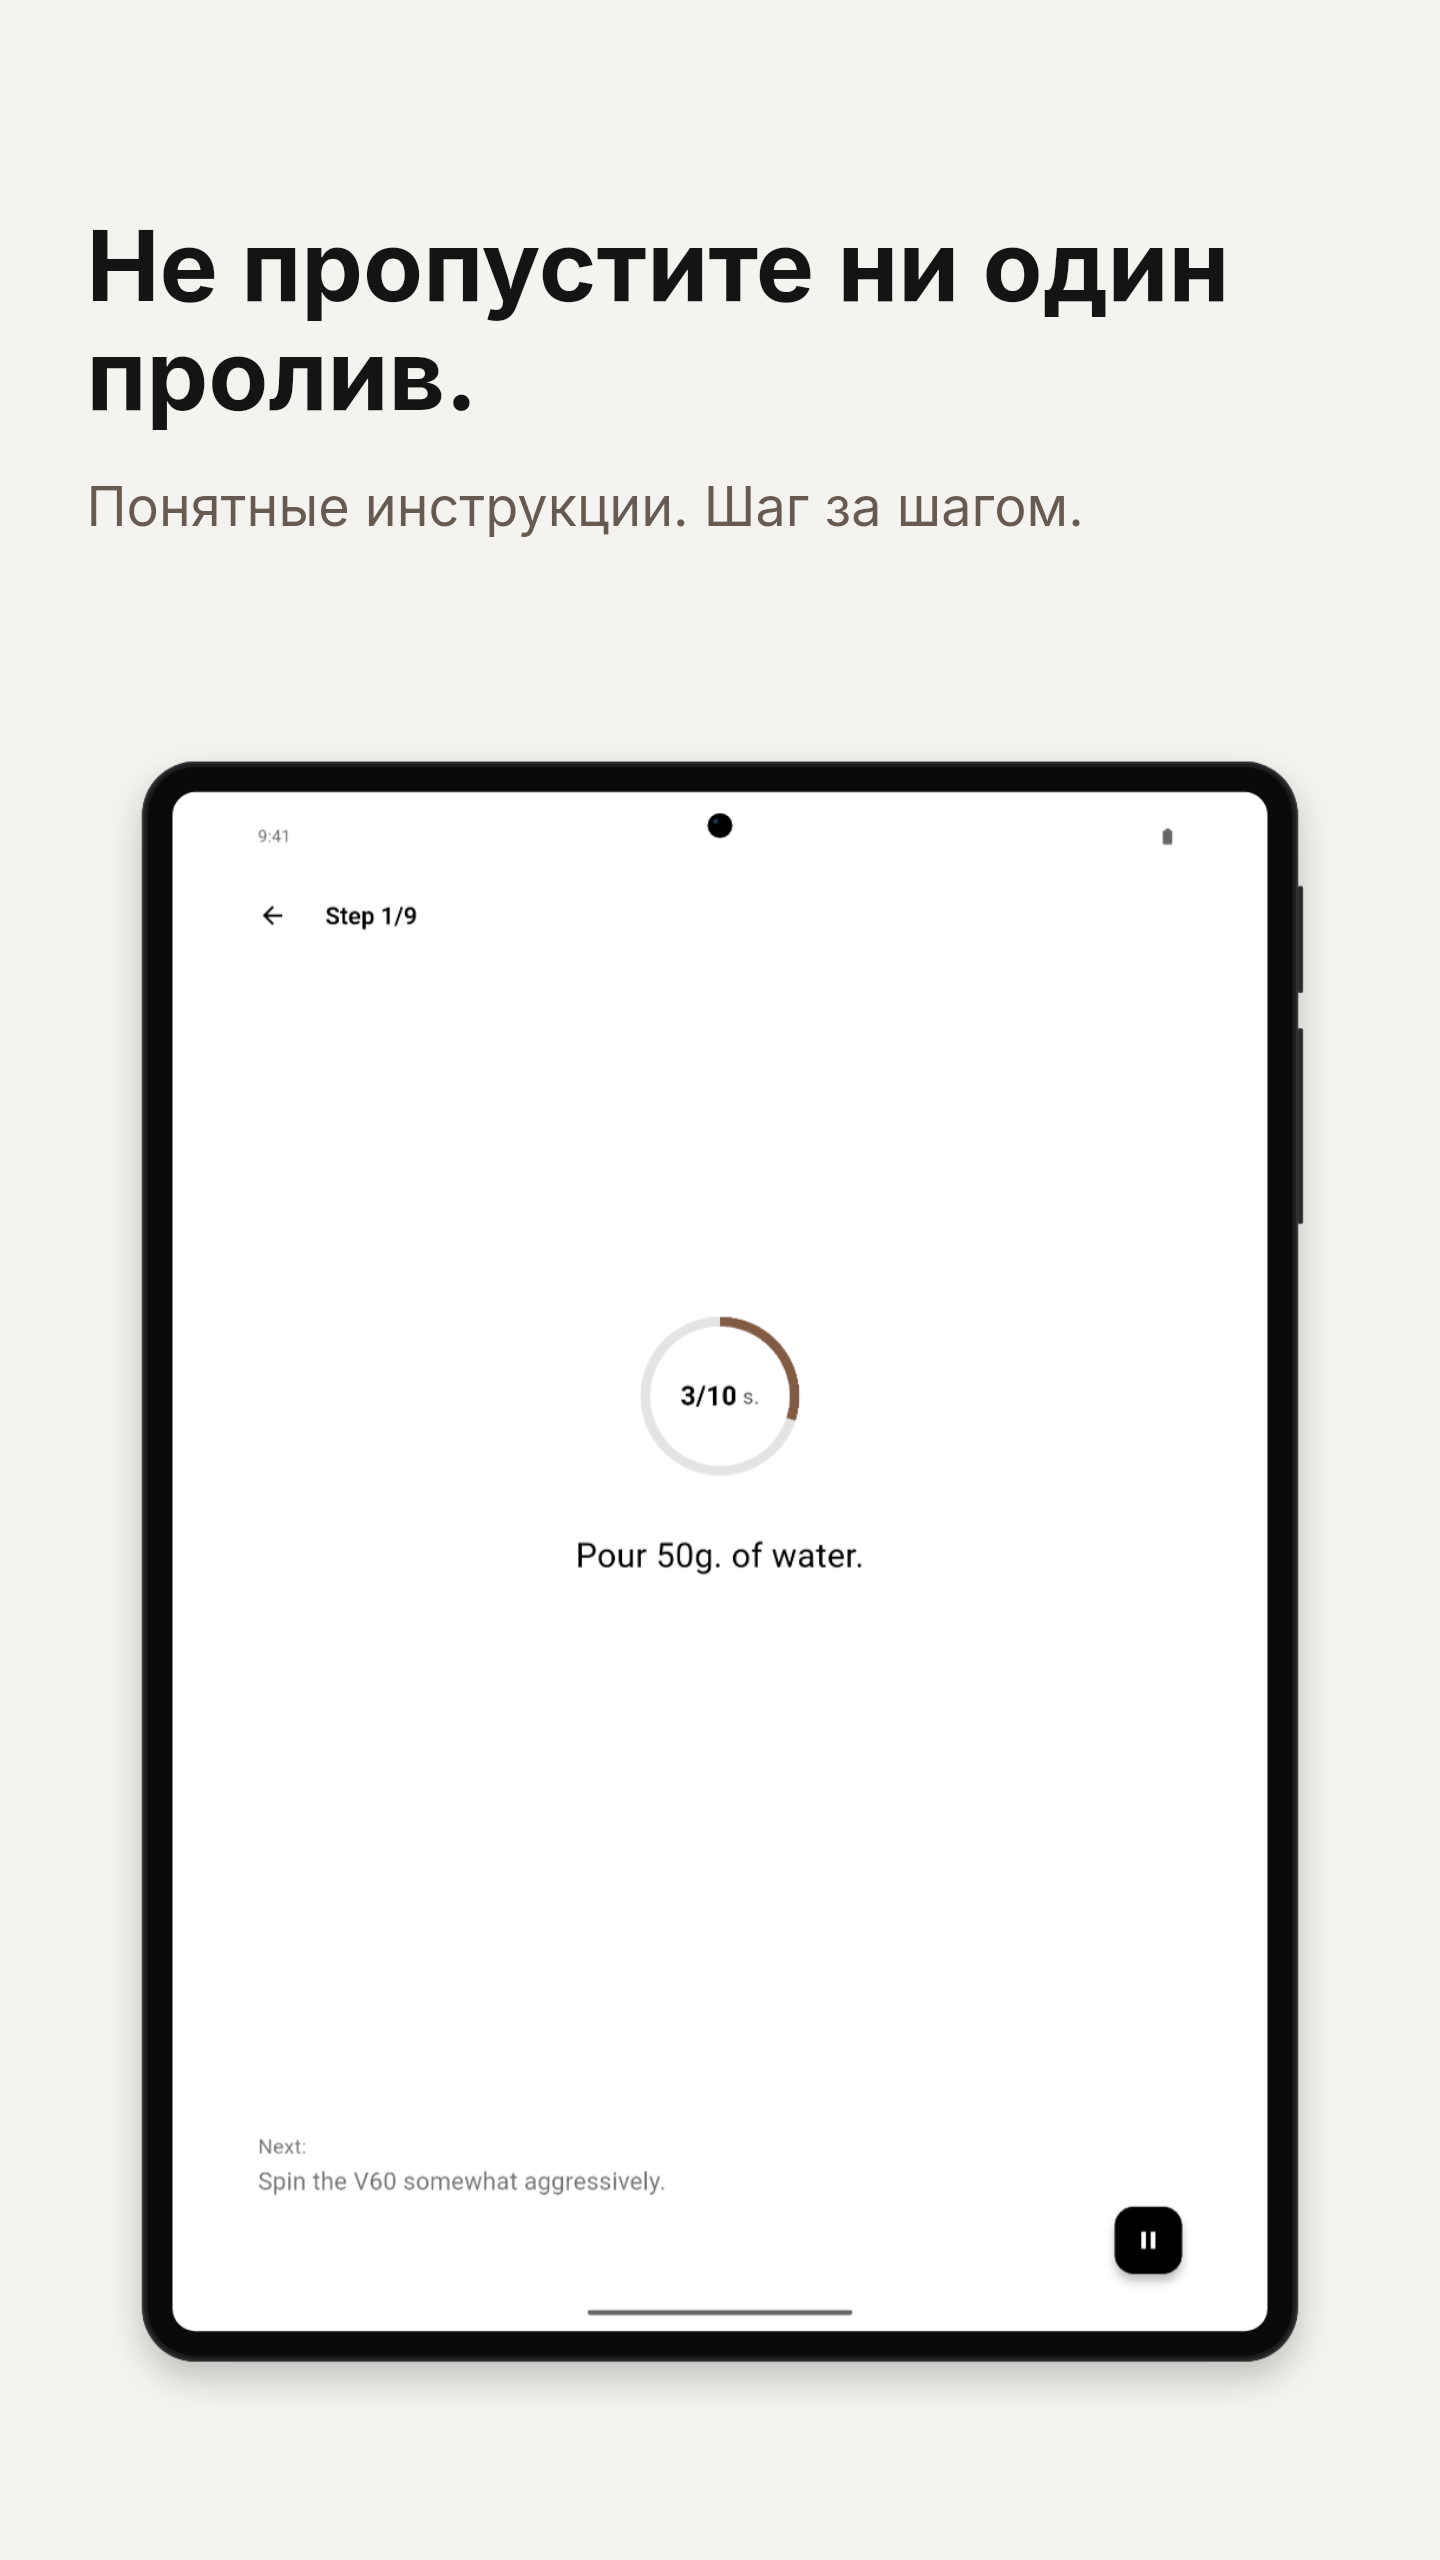 Не пропустите ни один
пролив.
Понятные инструкции. Шаг за шагом.
9:41
Step 1/9
3/10 s.
Pour 50g. of water.
Next:
Spin the V60 somewhat aggressively.